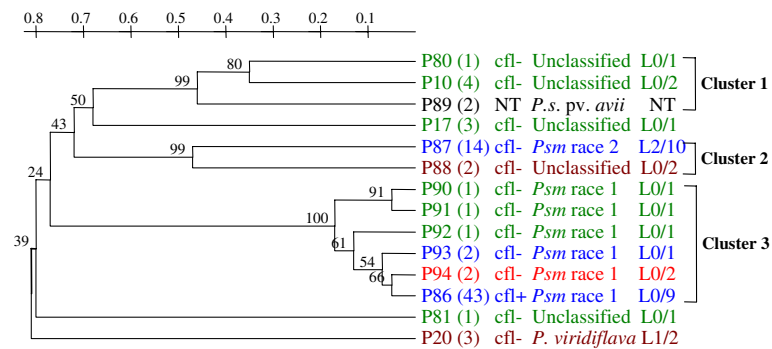 0.8 0.5 0.4 0.3 0.2 0.1
80 P80 (1) cfl- Unclassified L0/1
99 P10 (4) cfl- Unclassified L0/2 Cluster 1
50 P89 (2) NT P.s. pv. avii NT
43 P17 (3) cfl- Unclassified L0/1
99 P87 (14) cfl- Psm race 2 L2/10 Cluster 2
24 P88 (2) cfl- Unclassified L0/2
91 P90 (1) cfl- Psm race 1 L0/1
100 P91 (1) cfl- Psm race 1 L0/1
39 61 P92 (1) cfl- Psm race 1 L0/1 Cluster 3
54 P93 (2) cfl- Psm race 1 L0/1
66 P94 (2) cfl- Psm race 1 L0/2
P86 (43) cfl+ Psm race 1 L0/9
P81 (1) cfl- Unclassified L0/1
P20 (3) cfl- P. viridiflava L1/2